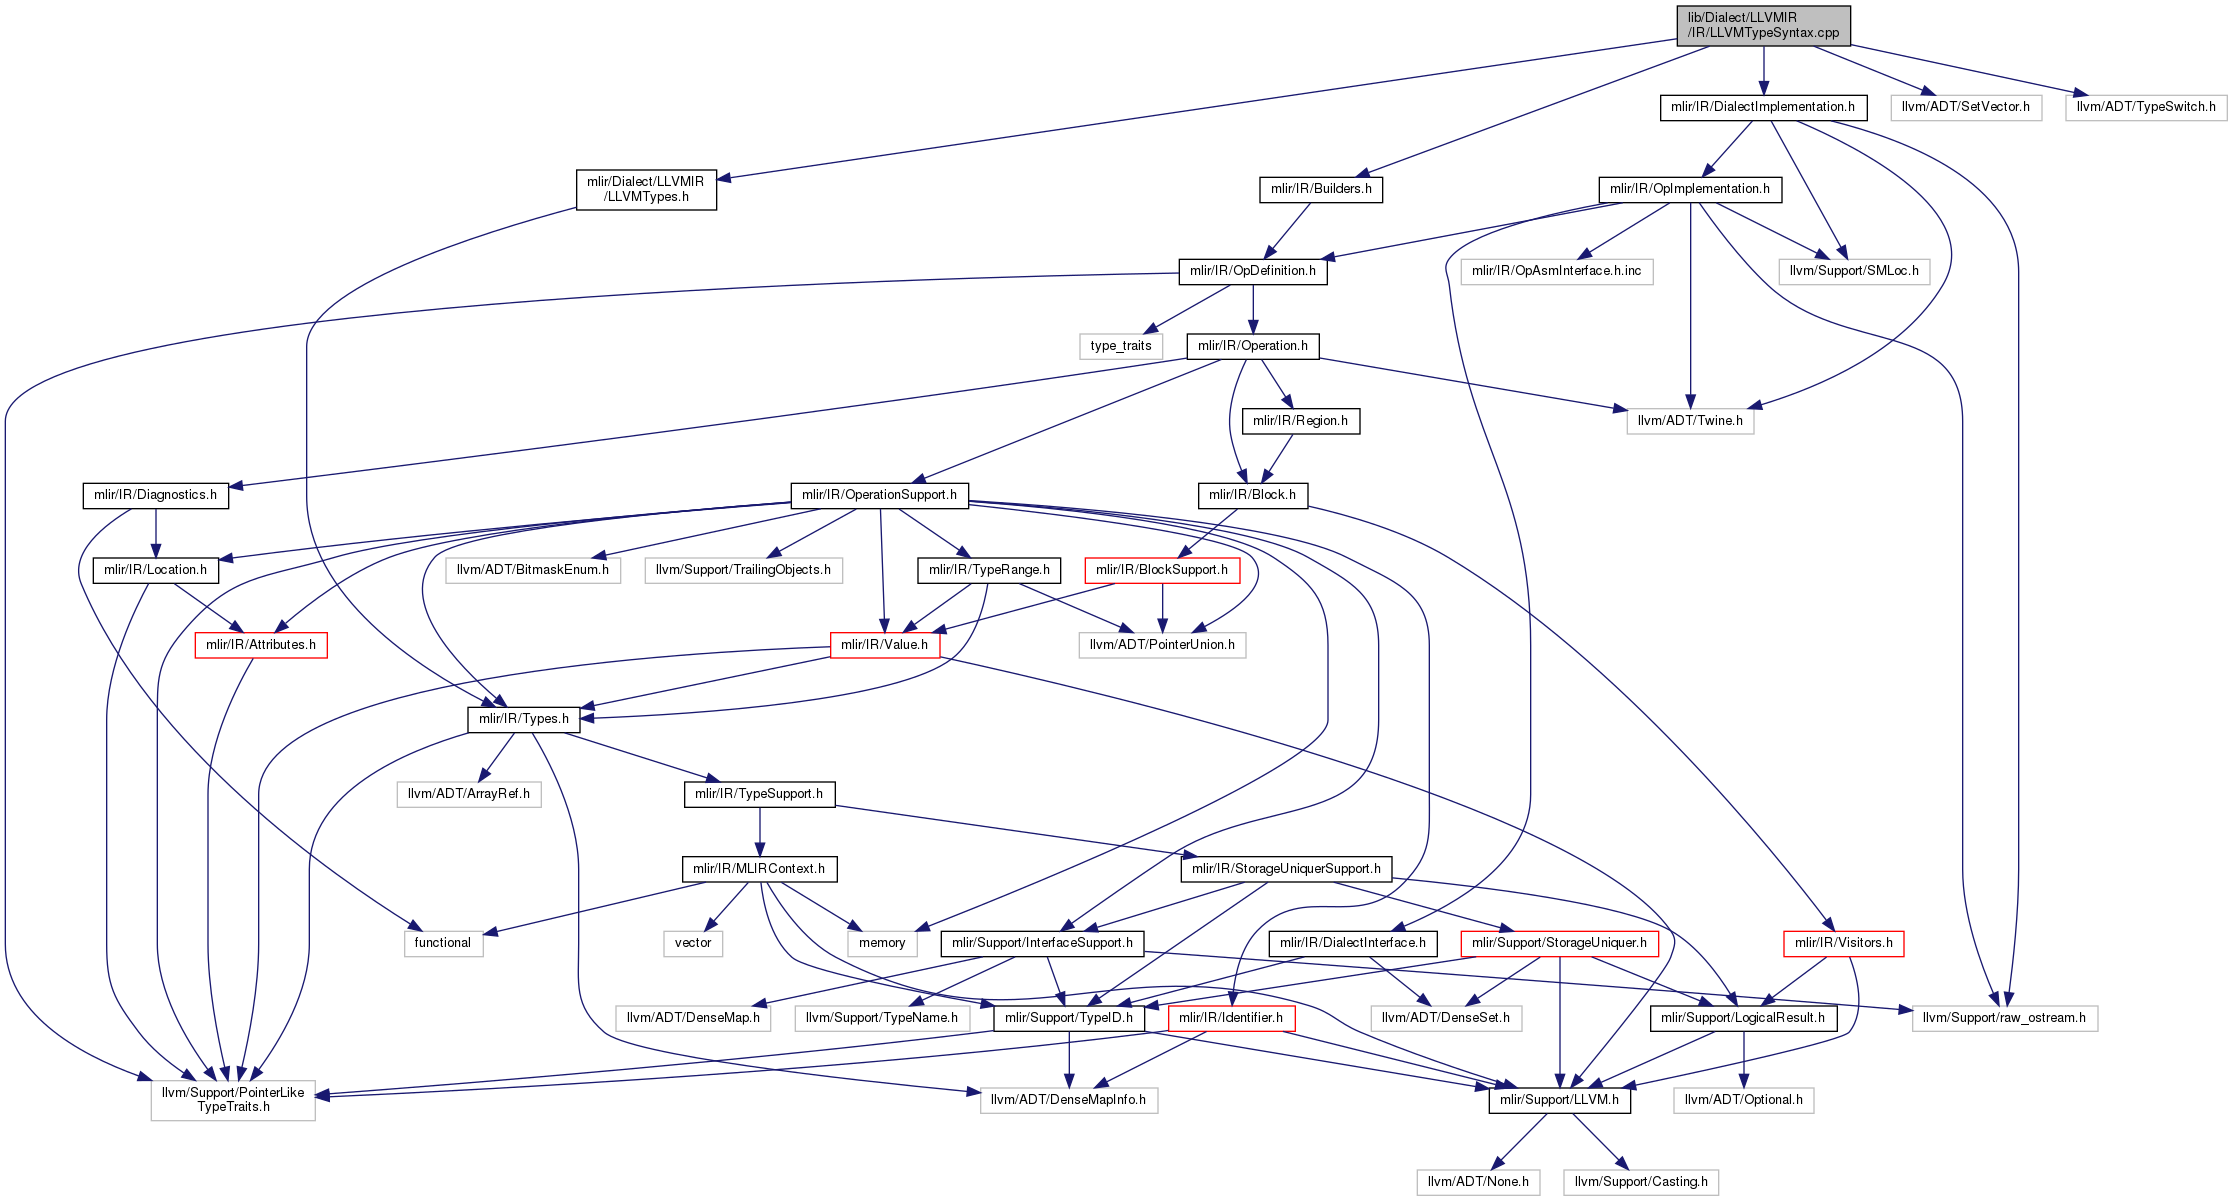 lib/Dialect/LLVMIR
/IR/LLVMTypeSyntax.cpp
mlir/IR/DialectImplementation.h
llvm/ADT/SetVector.h
llvm/ADT/TypeSwitch.h
mlir/Dialect/LLVMIR
/LLVMTypes.h
mlir/IR/Builders.h
mlir/IR/OpImplementation.h
mlir/IR/OpDefinition.h
mlir/IR/OpAsmInterface.h.inc
llvm/Support/SMLoc.h
type_traits
mlir/IR/Operation.h
mlir/IR/Region.h
llvm/ADT/Twine.h
mlir/IR/Diagnostics.h
mlir/IR/OperationSupport.h
mlir/IR/Block.h
mlir/IR/Location.h
llvm/ADT/BitmaskEnum.h
llvm/Support/TrailingObjects.h
mlir/IR/TypeRange.h
mlir/IR/BlockSupport.h
mlir/IR/Attributes.h
mlir/IR/Value.h
llvm/ADT/PointerUnion.h
mlir/IR/Types.h
llvm/ADT/ArrayRef.h
mlir/IR/TypeSupport.h
mlir/IR/MLIRContext.h
mlir/IR/StorageUniquerSupport.h
functional
vector
memory
mlir/Support/InterfaceSupport.h
mlir/IR/DialectInterface.h
mlir/Support/StorageUniquer.h
mlir/IR/Visitors.h
llvm/ADT/DenseMap.h
llvm/Support/TypeName.h
mlir/Support/TypeID.h
mlir/IR/Identifier.h
llvm/ADT/DenseSet.h
mlir/Support/LogicalResult.h
llvm/Support/raw_ostream.h
llvm/Support/PointerLike
TypeTraits.h
llvm/ADT/DenseMapInfo.h
mlir/Support/LLVM.h
llvm/ADT/Optional.h
llvm/ADT/None.h
llvm/Support/Casting.h